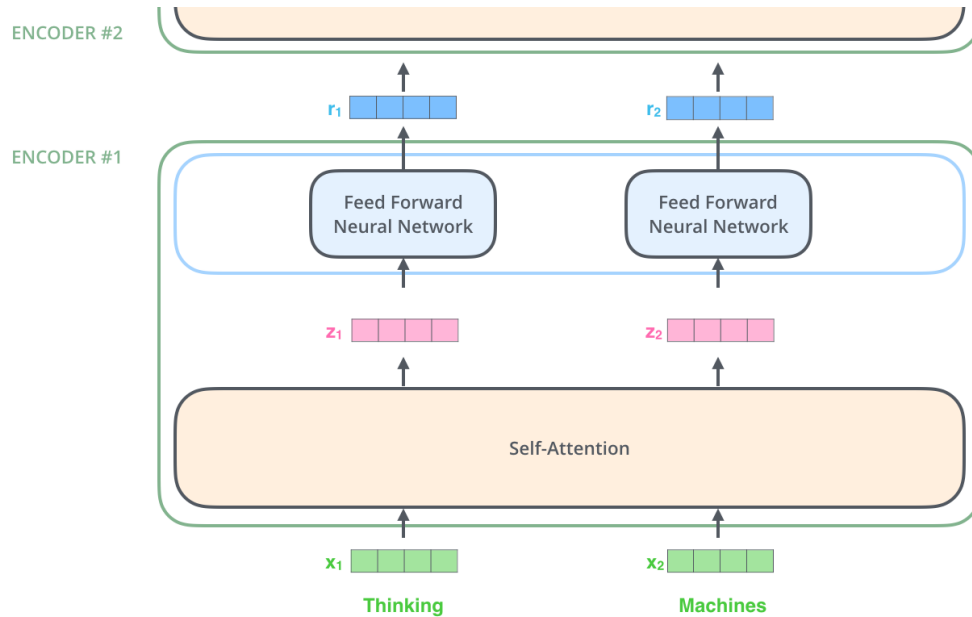 ENCODER #2
r₁
r₂
ENCODER #1
Feed Forward
Neural Network
Feed Forward
Neural Network
z₁
z₂
Self-Attention
x₁
x₂
Thinking
Machines